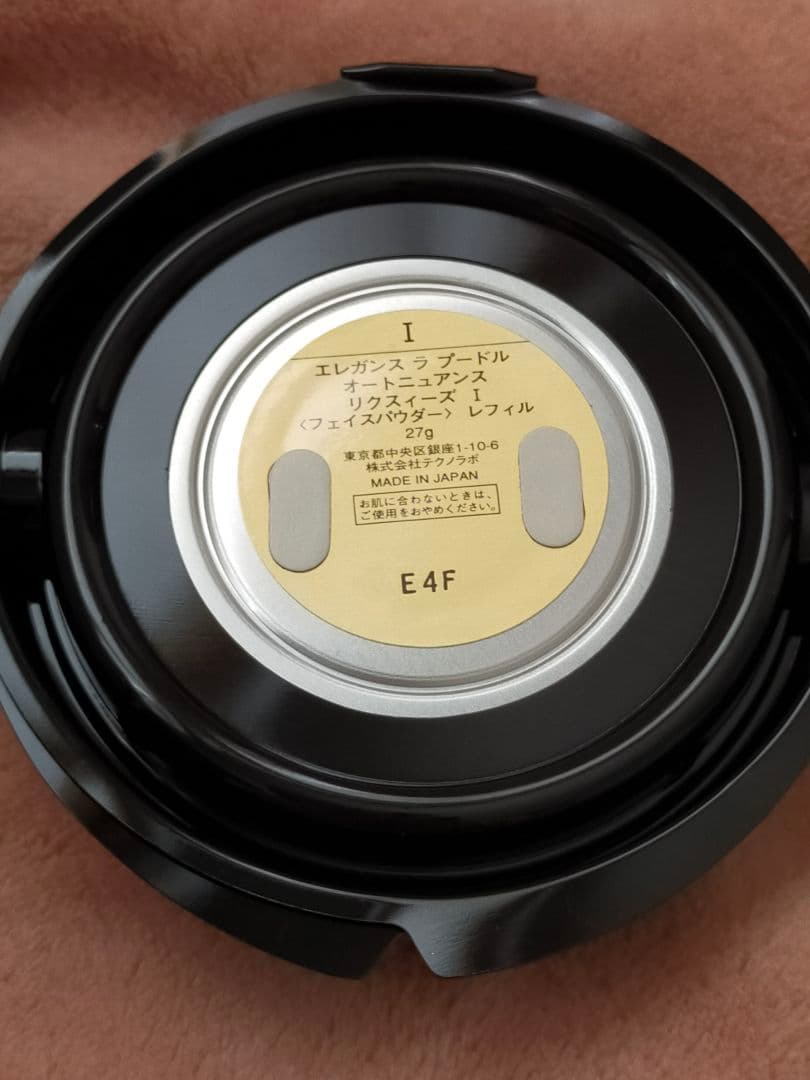 I
エレガンス ラ プードル
オートニュアンス
リクスィーズ I
〈フェイスパウダー〉 レフィル
27g
東京都中央区銀座1-10-6
株式会社テクノラボ
MADE IN JAPAN
お肌に合わないときは、
ご使用をおやめください。
E4F